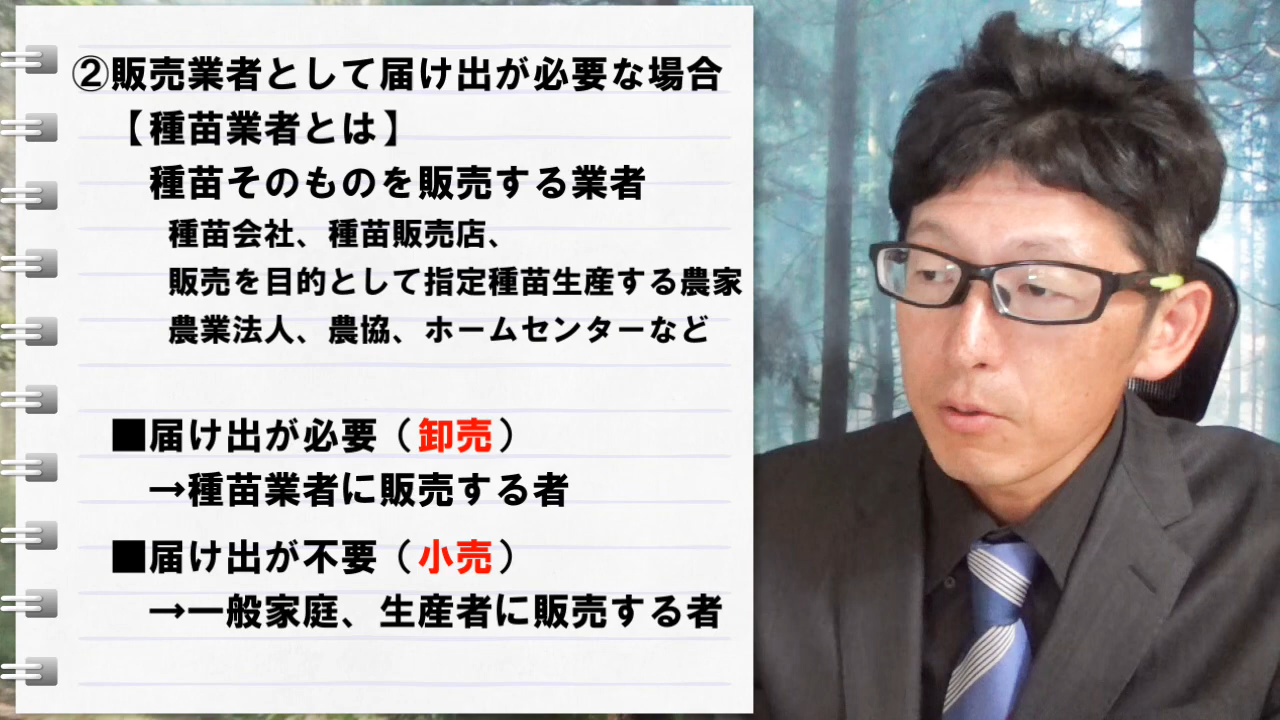 ②販売業者として届け出が必要な場合
【種苗業者とは】
種苗そのものを販売する業者
種苗会社、種苗販売店、
販売を目的として指定種苗生産する農家
農業法人、農協、ホームセンターなど
■届け出が必要（卸売）
→種苗業者に販売する者
■届け出が不要（小売）
→一般家庭、生産者に販売する者